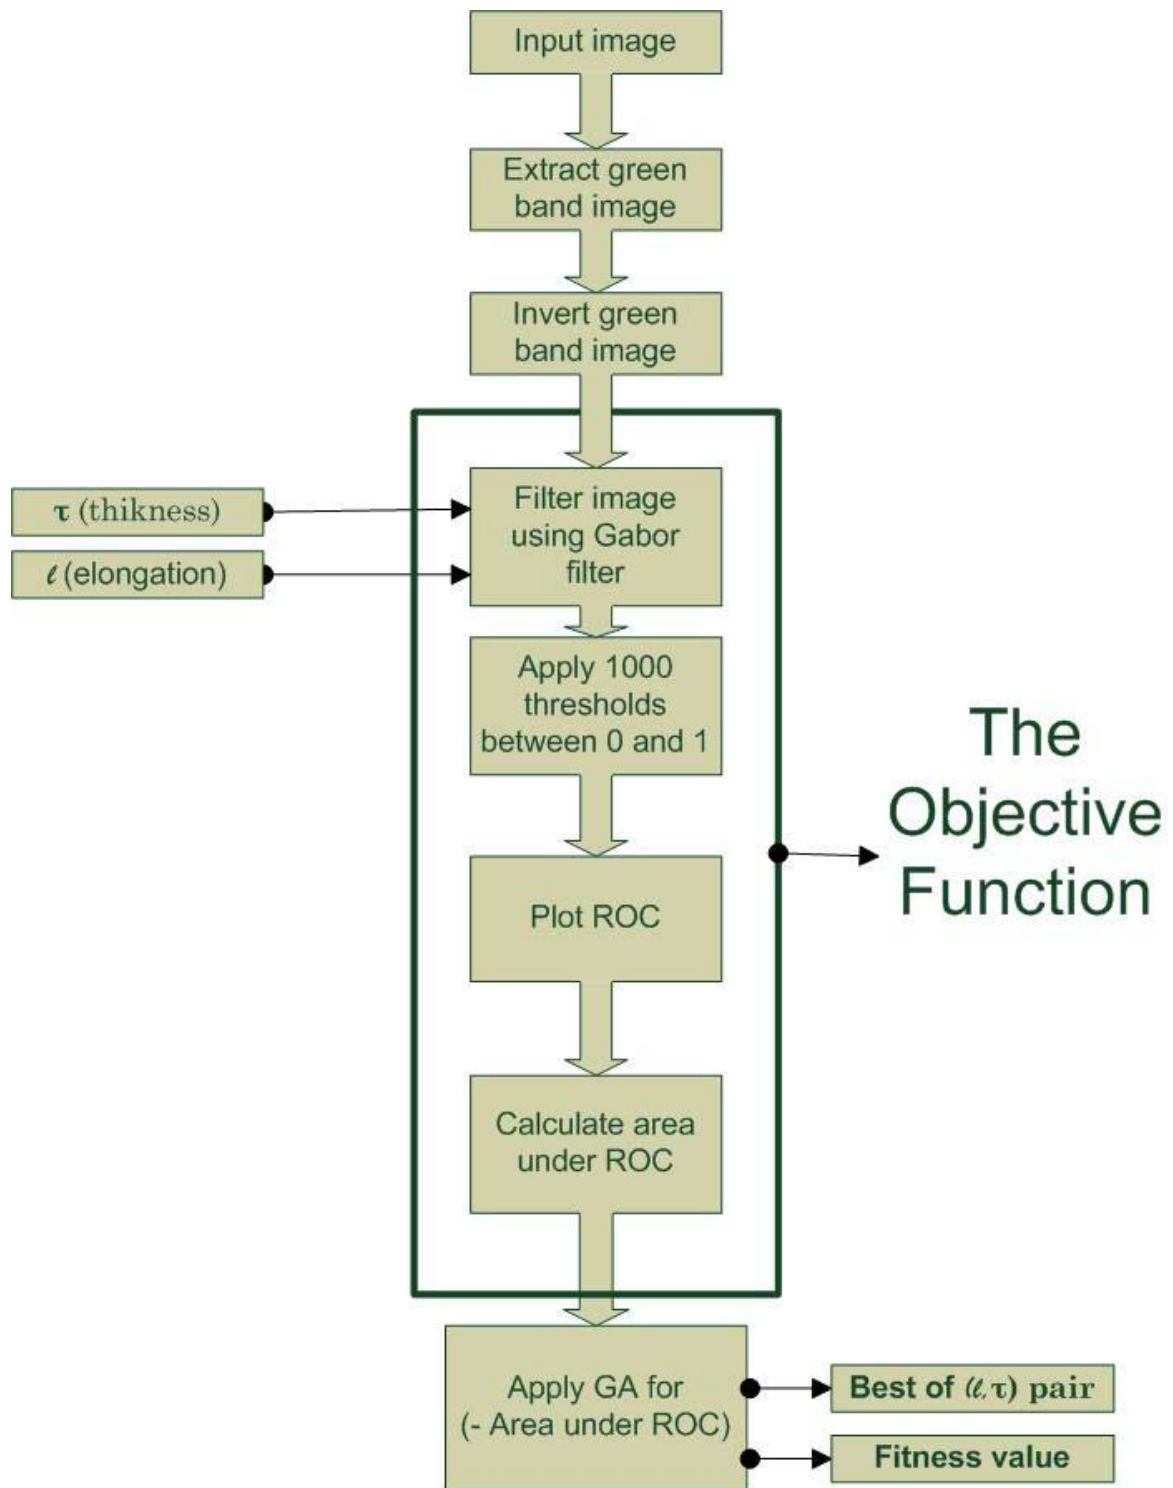 Input image
Extract green
band image
Invert green
band image
τ (thikness)
ℓ (elongation)
Filter image
using Gabor
filter
Apply 1000
thresholds
between 0 and 1
The
Objective
Function
Plot ROC
Calculate area
under ROC
Apply GA for
(- Area under ROC)
Best of (ℓ, τ) pair
Fitness value